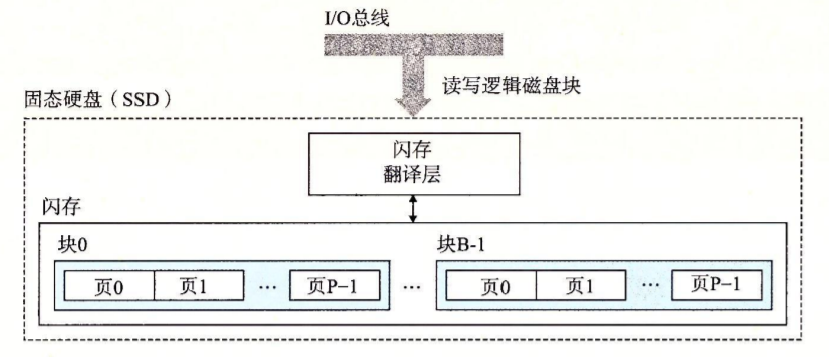 I/O总线
读写逻辑磁盘块
固态硬盘（SSD）
闪存
翻译层
闪存
块0
块B-1
页0 页1 … 页P–1 … 页0 页1 … 页P–1